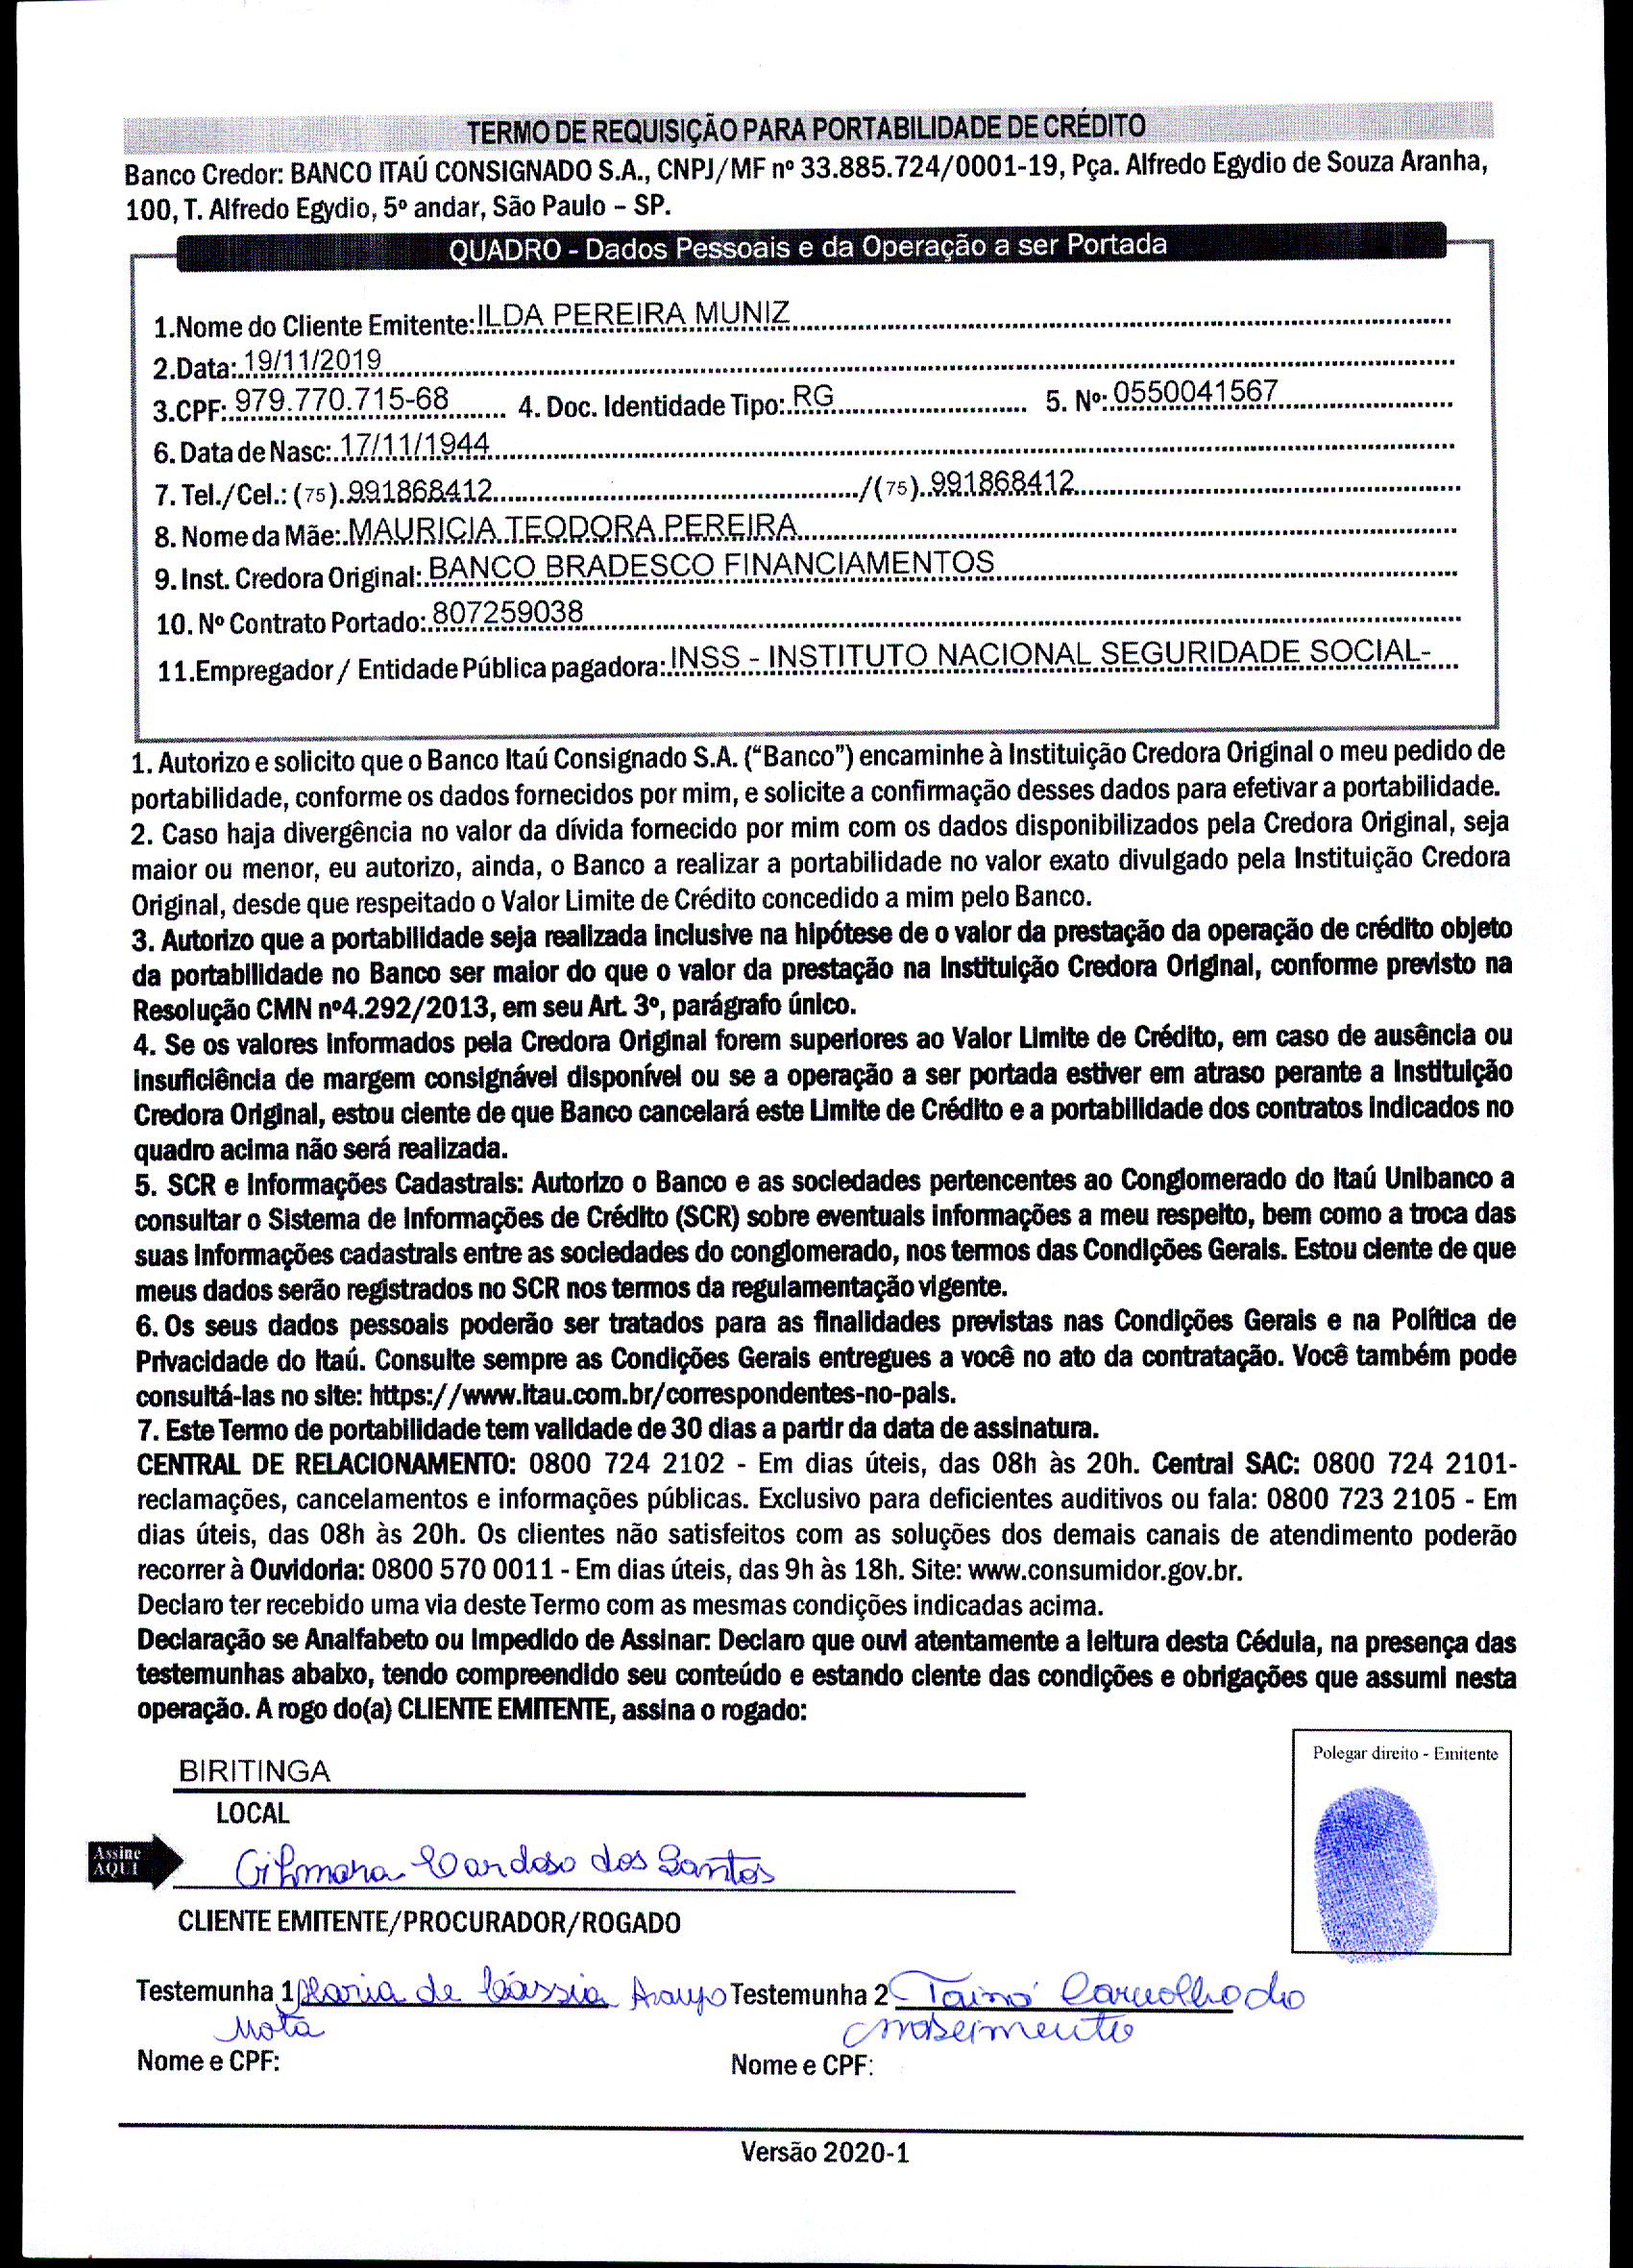 TERMO DE REQUISIÇÃO PARA PORTABILIDADE DE CRÉDITO
Banco Credor: BANCO ITAÚ CONSIGNADO S.A., CNPJ/MF nº 33.885.724/0001-19, Pça. Alfredo Egydio de Souza Aranha,
100, T. Alfredo Egydio, 5º andar, São Paulo – SP.
QUADRO - Dados Pessoais e da Operação a ser Portada
1.Nome do Cliente Emitente: ILDA PEREIRA MUNIZ
2.Data: 19/11/2019
3.CPF: 979.770.715-68 4. Doc. Identidade Tipo: RG 5. Nº: 0550041567
6. Data de Nasc: 17/11/1944
7. Tel./Cel.: (75) 991868412 /(75) 991868412
8. Nome da Mãe: MAURICIA TEODORA PEREIRA
9. Inst. Credora Original: BANCO BRADESCO FINANCIAMENTOS
10. Nº Contrato Portado: 807259038
11.Empregador / Entidade Pública pagadora: INSS - INSTITUTO NACIONAL SEGURIDADE SOCIAL-
1. Autorizo e solicito que o Banco Itaú Consignado S.A. (“Banco”) encaminhe à Instituição Credora Original o meu pedido de
portabilidade, conforme os dados fornecidos por mim, e solicite a confirmação desses dados para efetivar a portabilidade.
2. Caso haja divergência no valor da dívida fornecido por mim com os dados disponibilizados pela Credora Original, seja
maior ou menor, eu autorizo, ainda, o Banco a realizar a portabilidade no valor exato divulgado pela Instituição Credora
Original, desde que respeitado o Valor Limite de Crédito concedido a mim pelo Banco.
3. Autorizo que a portabilidade seja realizada inclusive na hipótese de o valor da prestação da operação de crédito objeto
da portabilidade no Banco ser maior do que o valor da prestação na Instituição Credora Original, conforme previsto na
Resolução CMN nº4.292/2013, em seu Art. 3º, parágrafo único.
4. Se os valores informados pela Credora Original forem superiores ao Valor Limite de Crédito, em caso de ausência ou
insuficiência de margem consignável disponível ou se a operação a ser portada estiver em atraso perante a Instituição
Credora Original, estou ciente de que Banco cancelará este Limite de Crédito e a portabilidade dos contratos indicados no
quadro acima não será realizada.
5. SCR e Informações Cadastrais: Autorizo o Banco e as sociedades pertencentes ao Conglomerado do Itaú Unibanco a
consultar o Sistema de Informações de Crédito (SCR) sobre eventuais informações a meu respeito, bem como a troca das
suas informações cadastrais entre as sociedades do conglomerado, nos termos das Condições Gerais. Estou ciente de que
meus dados serão registrados no SCR nos termos da regulamentação vigente.
6. Os seus dados pessoais poderão ser tratados para as finalidades previstas nas Condições Gerais e na Política de
Privacidade do Itaú. Consulte sempre as Condições Gerais entregues a você no ato da contratação. Você também pode
consultá-las no site: https://www.itau.com.br/correspondentes-no-pais.
7. Este Termo de portabilidade tem validade de 30 dias a partir da data de assinatura.
CENTRAL DE RELACIONAMENTO: 0800 724 2102 - Em dias úteis, das 08h às 20h. Central SAC: 0800 724 2101-
reclamações, cancelamentos e informações públicas. Exclusivo para deficientes auditivos ou fala: 0800 723 2105 - Em
dias úteis, das 08h às 20h. Os clientes não satisfeitos com as soluções dos demais canais de atendimento poderão
recorrer à Ouvidoria: 0800 570 0011 - Em dias úteis, das 9h às 18h. Site: www.consumidor.gov.br.
Declaro ter recebido uma via deste Termo com as mesmas condições indicadas acima.
Declaração se Analfabeto ou Impedido de Assinar: Declaro que ouvi atentamente a leitura desta Cédula, na presença das
testemunhas abaixo, tendo compreendido seu conteúdo e estando ciente das condições e obrigações que assumi nesta
operação. A rogo do(a) CLIENTE EMITENTE, assina o rogado:
Polegar direito - Emitente
BIRITINGA
LOCAL
Assine
AQUI
Gilmara Cardoso dos Santos
CLIENTE EMITENTE/PROCURADOR/ROGADO
Testemunha 1 Maria de Cássia Araujo Testemunha 2 Tainá Carvalho do
Mota nascimento
Nome e CPF: Nome e CPF:
Versão 2020-1